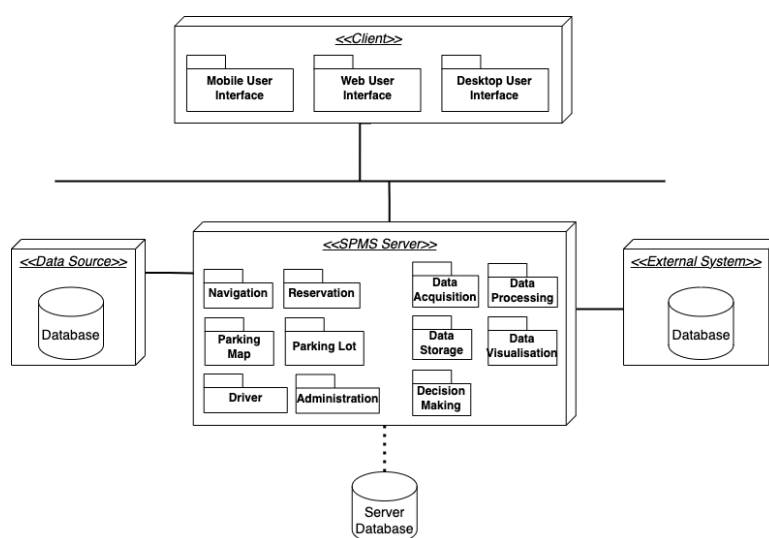 <<Client>>
Mobile User
Interface
Web User
Interface
Desktop User
Interface
<<Data Source>>
Database
<<SPMS Server>>
Navigation
Reservation
Parking
Map
Parking Lot
Driver
Administration
Data
Acquisition
Data
Processing
Data
Storage
Data
Visualisation
Decision
Making
<<External System>>
Database
Server
Database